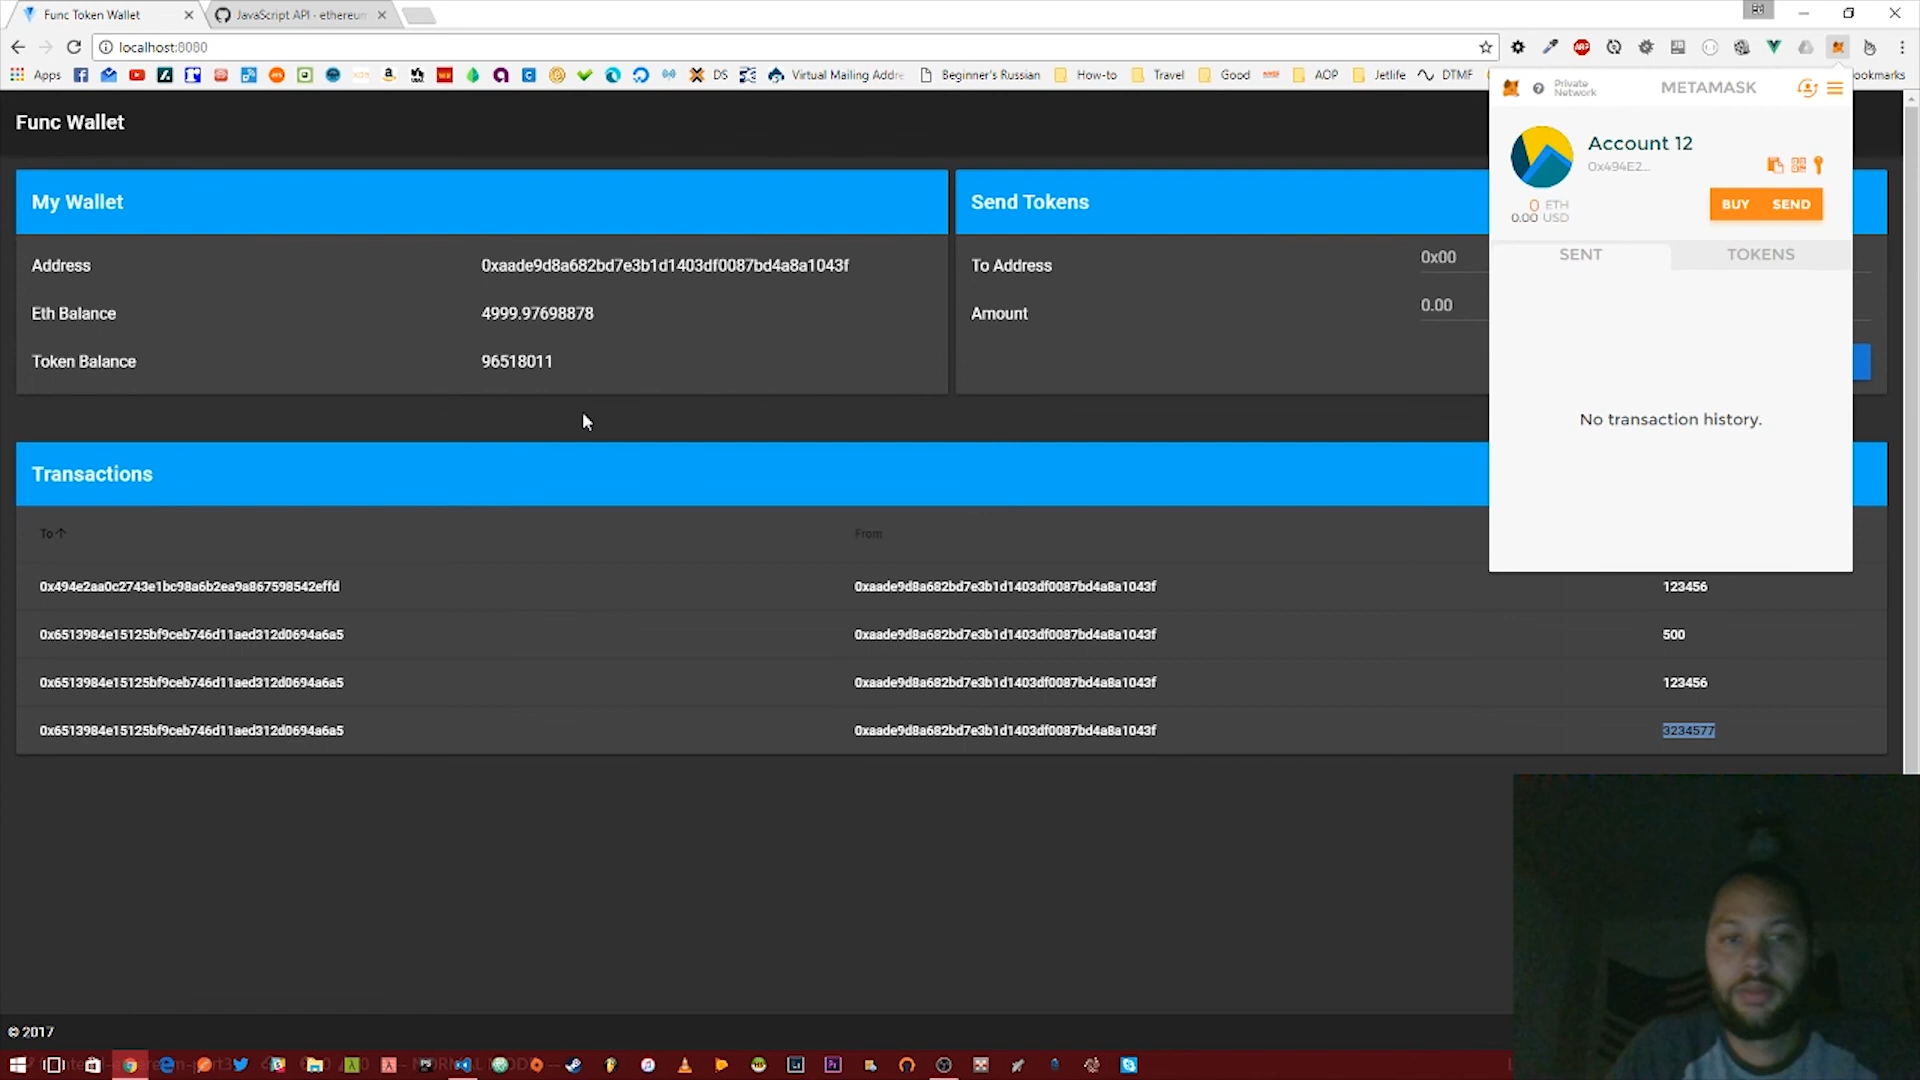 Func Token Wallet
JavaScript API - ethereum
localhost:8080
Apps
DS
Virtual Mailing Addre
Beginner's Russian
How-to
Travel
Good
AOP
Jetlife
DTMF
ookmarks
Func Wallet
My Wallet
Address 0xaade9d8a682bd7e3b1d1403df0087bd4a8a1043f
Eth Balance 4999.97698878
Token Balance 96518011
Send Tokens
To Address 0x00
Amount 0.00
Private
Network
METAMASK
Account 12
0x494E2...
0 ETH
0.00 USD
BUY SEND
SENT TOKENS
No transaction history.
Transactions
To From
0x494e2aa0c2743e1bc98a6b2ea9a867598542effd 0xaade9d8a682bd7e3b1d1403df0087bd4a8a1043f 123456
0x6513984e15125bf9ceb746d11aed312d0694a6a5 0xaade9d8a682bd7e3b1d1403df0087bd4a8a1043f 500
0x6513984e15125bf9ceb746d11aed312d0694a6a5 0xaade9d8a682bd7e3b1d1403df0087bd4a8a1043f 123456
0x6513984e15125bf9ceb746d11aed312d0694a6a5 0xaade9d8a682bd7e3b1d1403df0087bd4a8a1043f 3234577
© 2017